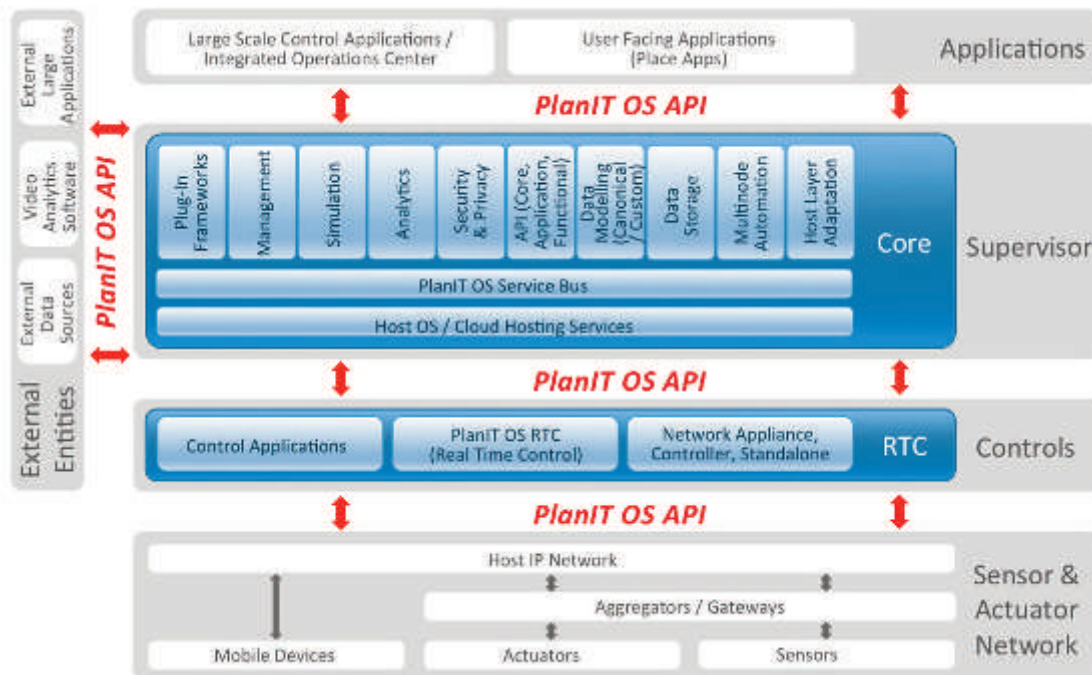 Large Scale Control Applications /
Integrated Operations Center
User Facing Applications
(Place Apps)
Applications
PlanIT OS API
External
Large
Applications
Video
Analytics
Software
External
Data
Sources
External
Entities
PlanIT OS API
Plug-In
Frameworks
Management
Simulation
Analytics
Security
& Privacy
API (Core,
Application,
Functional)
Data
Modelling
(Canonical
/ Custom)
Data
Storage
Multinode
Automation
Host Layer
Adaptation
Core
Supervisor
PlanIT OS Service Bus
Host OS / Cloud Hosting Services
PlanIT OS API
Control Applications
PlanIT OS RTC
(Real Time Control)
Network Appliance,
Controller, Standalone
RTC
Controls
PlanIT OS API
Host IP Network
Aggregators / Gateways
Mobile Devices
Actuators
Sensors
Sensor &
Actuator
Network